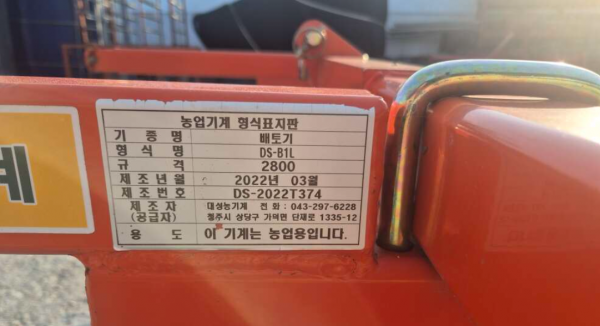 농업기계 형식표지판
기종명 배토기
형식명 DS-B1L
규격 2800
제조년월 2022년 03월
제조번호 DS-2022T374
제조자 대성농기계 전화 : 043-297-6228
(공급자) 청주시 상당구 가덕면 단재로 1335-12
용도 이 기계는 농업용입니다.
계